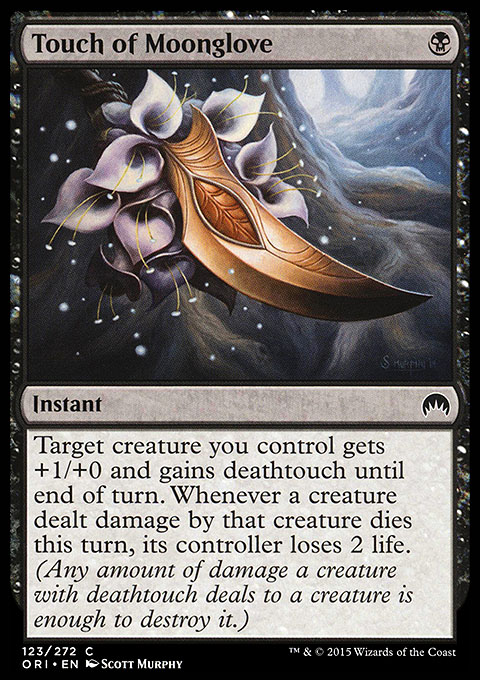 Touch of Moonglove
Instant
Target creature you control gets
+1/+0 and gains deathtouch until
end of turn. Whenever a creature
dealt damage by that creature dies
this turn, its controller loses 2 life.
(Any amount of damage a creature
with deathtouch deals to a creature is
enough to destroy it.)
123/272 C
ORI • EN Scott Murphy
™ & © 2015 Wizards of the Coast